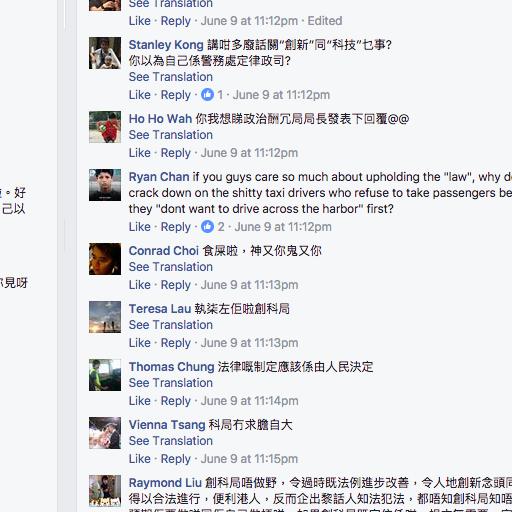 See Translation
Like · Reply · June 9 at 11:12pm · Edited
Stanley Kong 講咁多廢話關“創新”同“科技”乜事?
你以為自己係警務處定律政司?
See Translation
Like · Reply · 1 · June 9 at 11:12pm
Ho Ho Wah 你我想睇政治酬冗局局長發表下回覆@@
See Translation
Like · Reply · June 9 at 11:12pm
Ryan Chan if you guys care so much about upholding the "law", why
crack down on the shitty taxi drivers who refuse to take passengers
they "dont want to drive across the harbor" first?
Like · Reply · 2 · June 9 at 11:12pm
Conrad Choi 食屎啦，神又你鬼又你
See Translation
Like · Reply · June 9 at 11:13pm
Teresa Lau 執柒左佢啦創科局
See Translation
Like · Reply · June 9 at 11:13pm
Thomas Chung 法律嘅制定應該係由人民決定
See Translation
Like · Reply · June 9 at 11:14pm
Vienna Tsang 科局冇求膽自大
See Translation
Like · Reply · June 9 at 11:15pm
Raymond Liu 創科局唔做野，令過時既法例進步改善，令人地創新念頭
得以合法進行，便利港人，反而企出黎話人知法犯法，都唔知創科局知唔
。好
己以
見呀